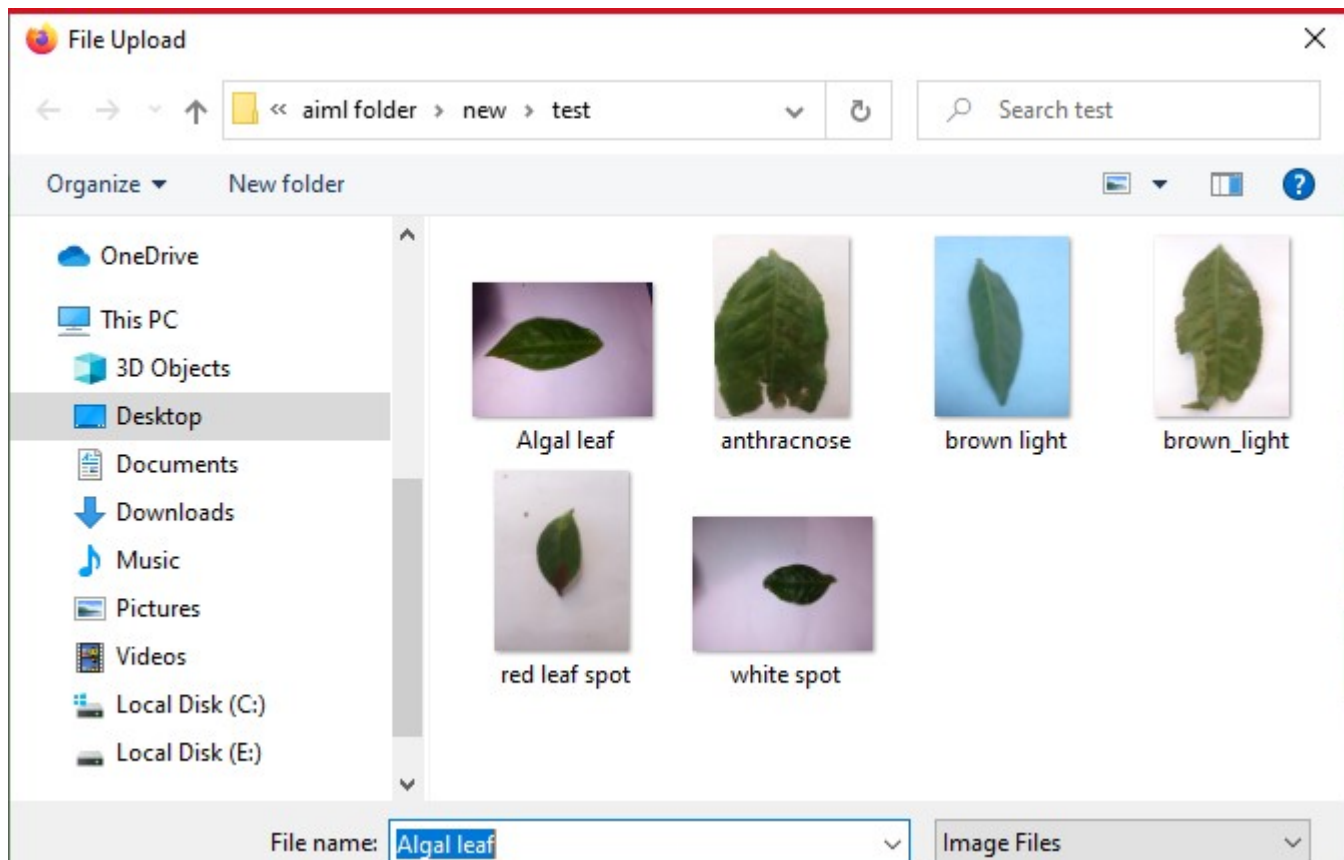 File Upload
« aiml folder > new > test
Search test
Organize
New folder
OneDrive
This PC
3D Objects
Desktop
Documents
Downloads
Music
Pictures
Videos
Local Disk (C:)
Local Disk (E:)
Algal leaf
anthracnose
brown light
brown_light
red leaf spot
white spot
File name: Algal leaf
Image Files